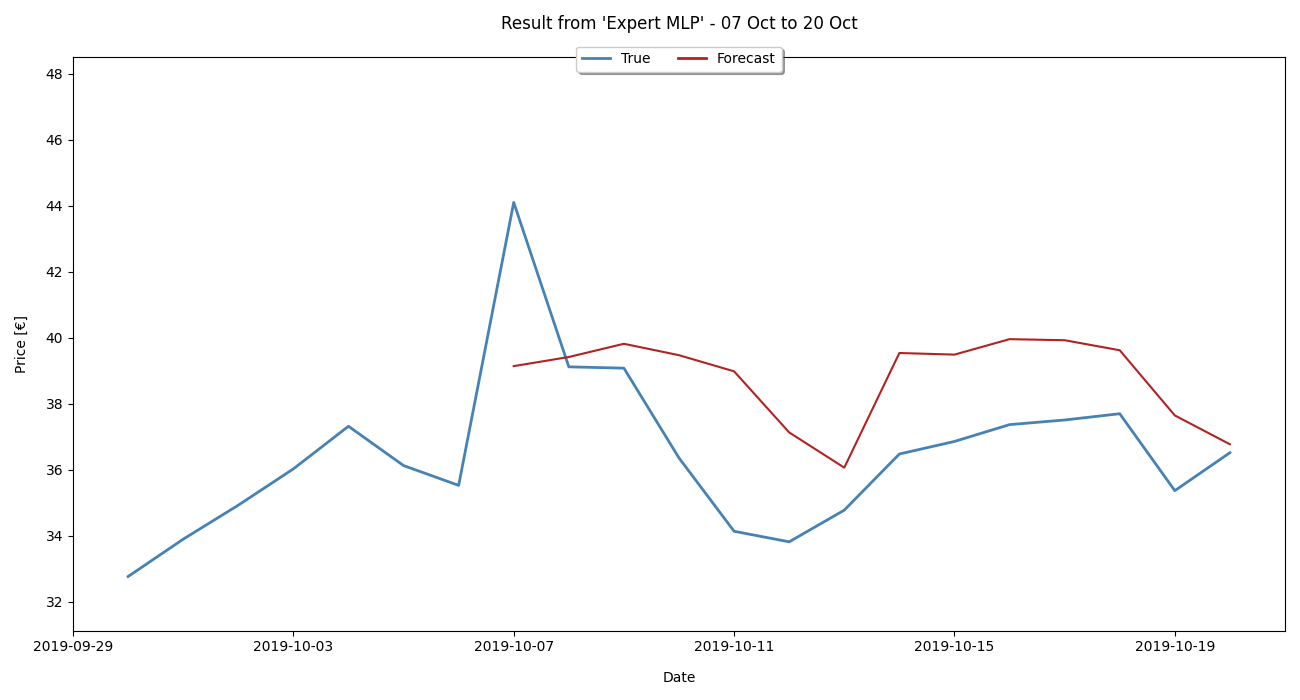 Result from 'Expert MLP' - 07 Oct to 20 Oct
True Forecast
48
46
44
42
40
38
36
34
32
Price [€]
2019-09-29 2019-10-03 2019-10-07 2019-10-11 2019-10-15 2019-10-19
Date